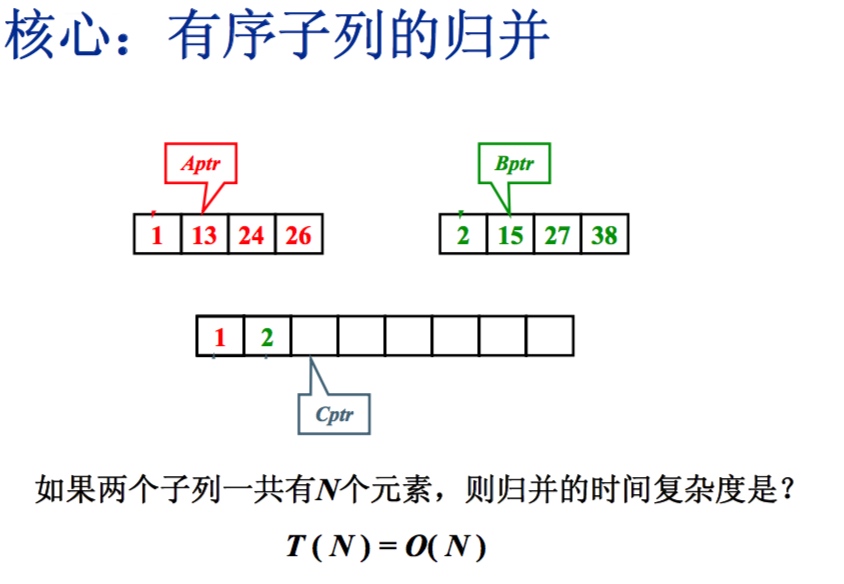 核心：有序子列的归并
Aptr
Bptr
1 13 24 26
2 15 27 38
1 2
Cptr
如果两个子列一共有N个元素，则归并的时间复杂度是？
T ( N ) = O( N )